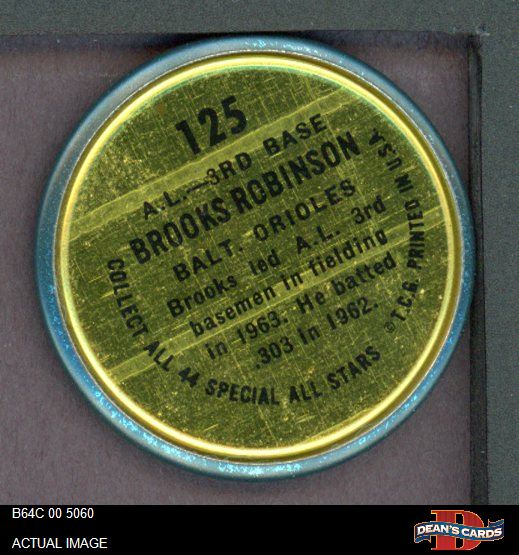 125
A.L.—3RD BASE
BROOKS ROBINSON
BALT. ORIOLES
Brooks led A.L. 3rd
basemen in fielding
in 1963. He batted
.303 in 1962.
COLLECT ALL 44 SPECIAL ALL STARS
©T.C.G. PRINTED IN U.S.A.
B64C 00 5060
ACTUAL IMAGE
D
DEAN'S CARDS